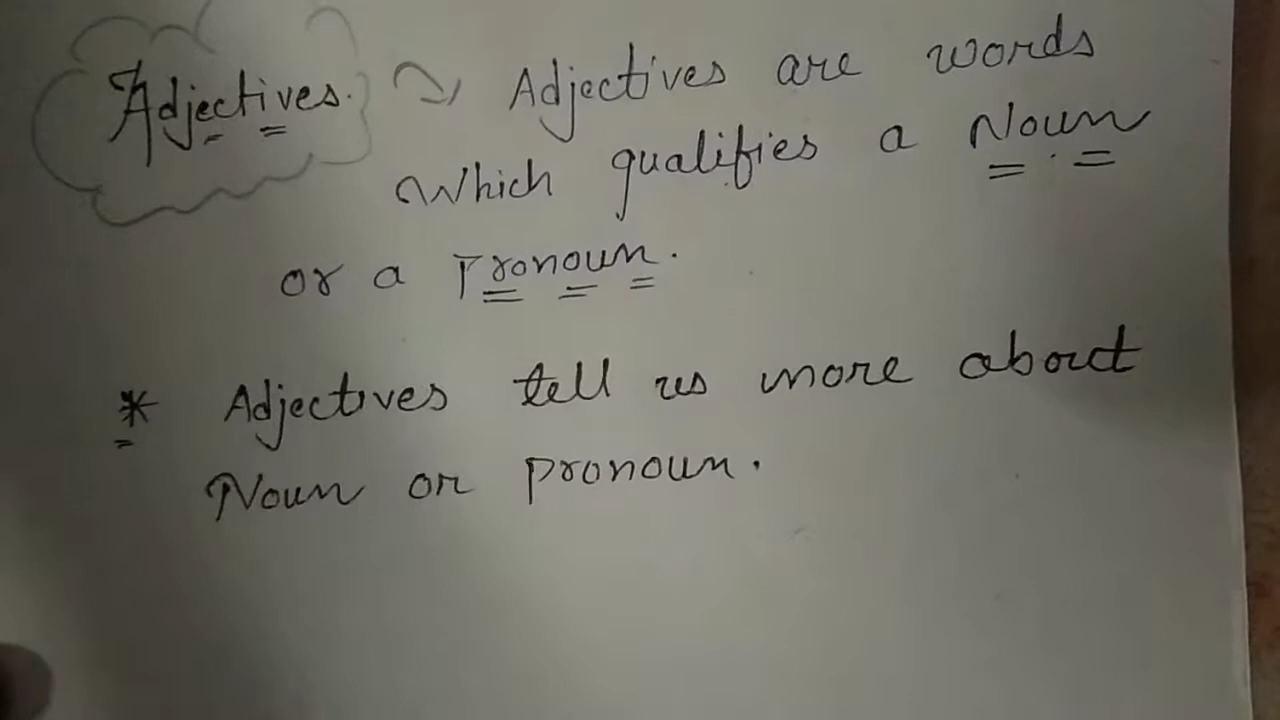 Adjectives. Adjectives are words
Which qualifies a Noun
or a Pronoun.
* Adjectives tell us more about
Noun or pronoun.